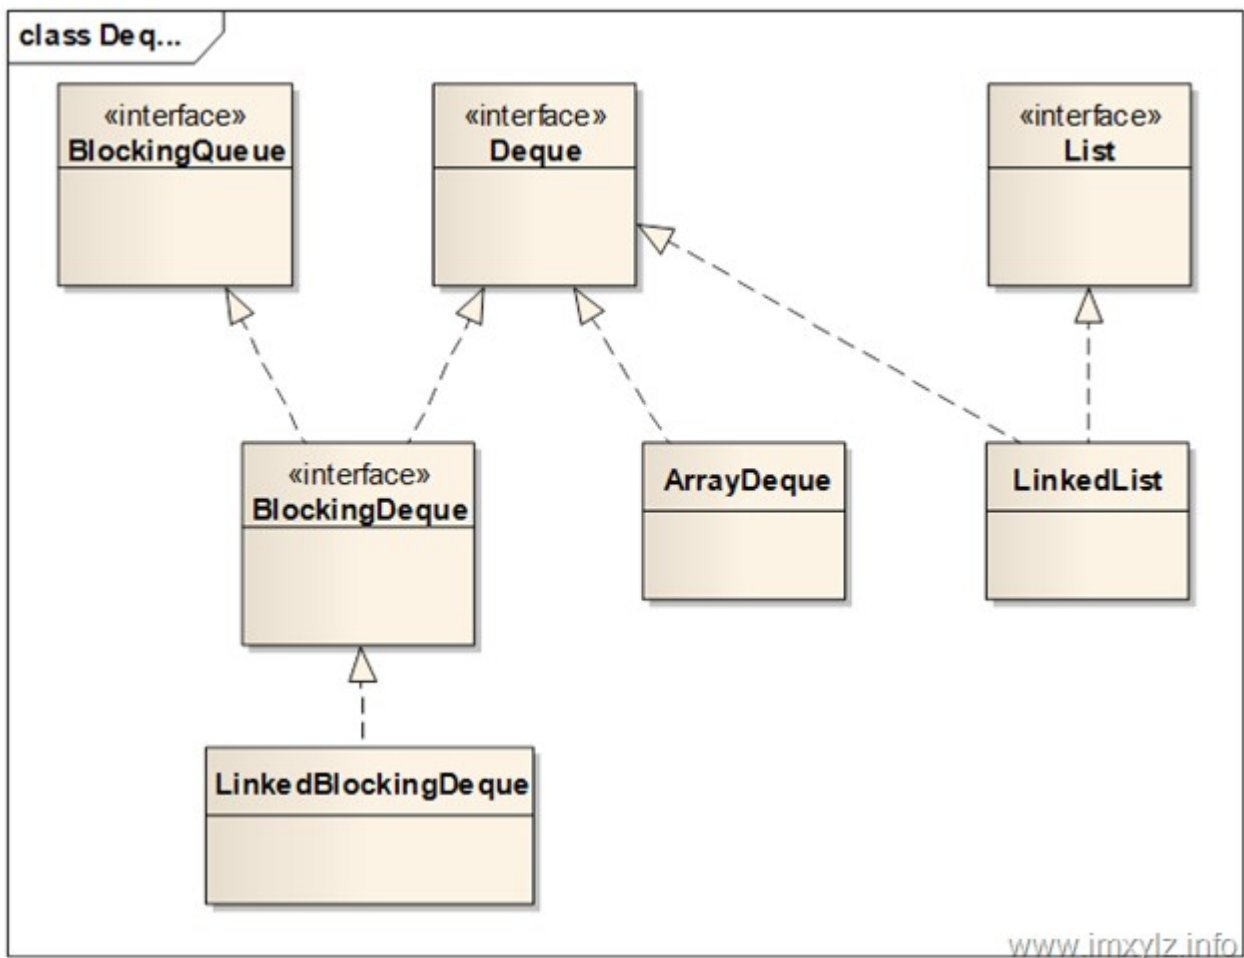 class Deq...
«interface»
BlockingQueue
«interface»
Deque
«interface»
List
«interface»
BlockingDeque
ArrayDeque
LinkedList
LinkedBlockingDeque
www.imxylz.info